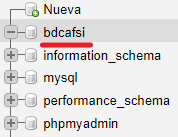 Nueva
bdcafsi
information_schema
mysql
performance_schema
phpmyadmin